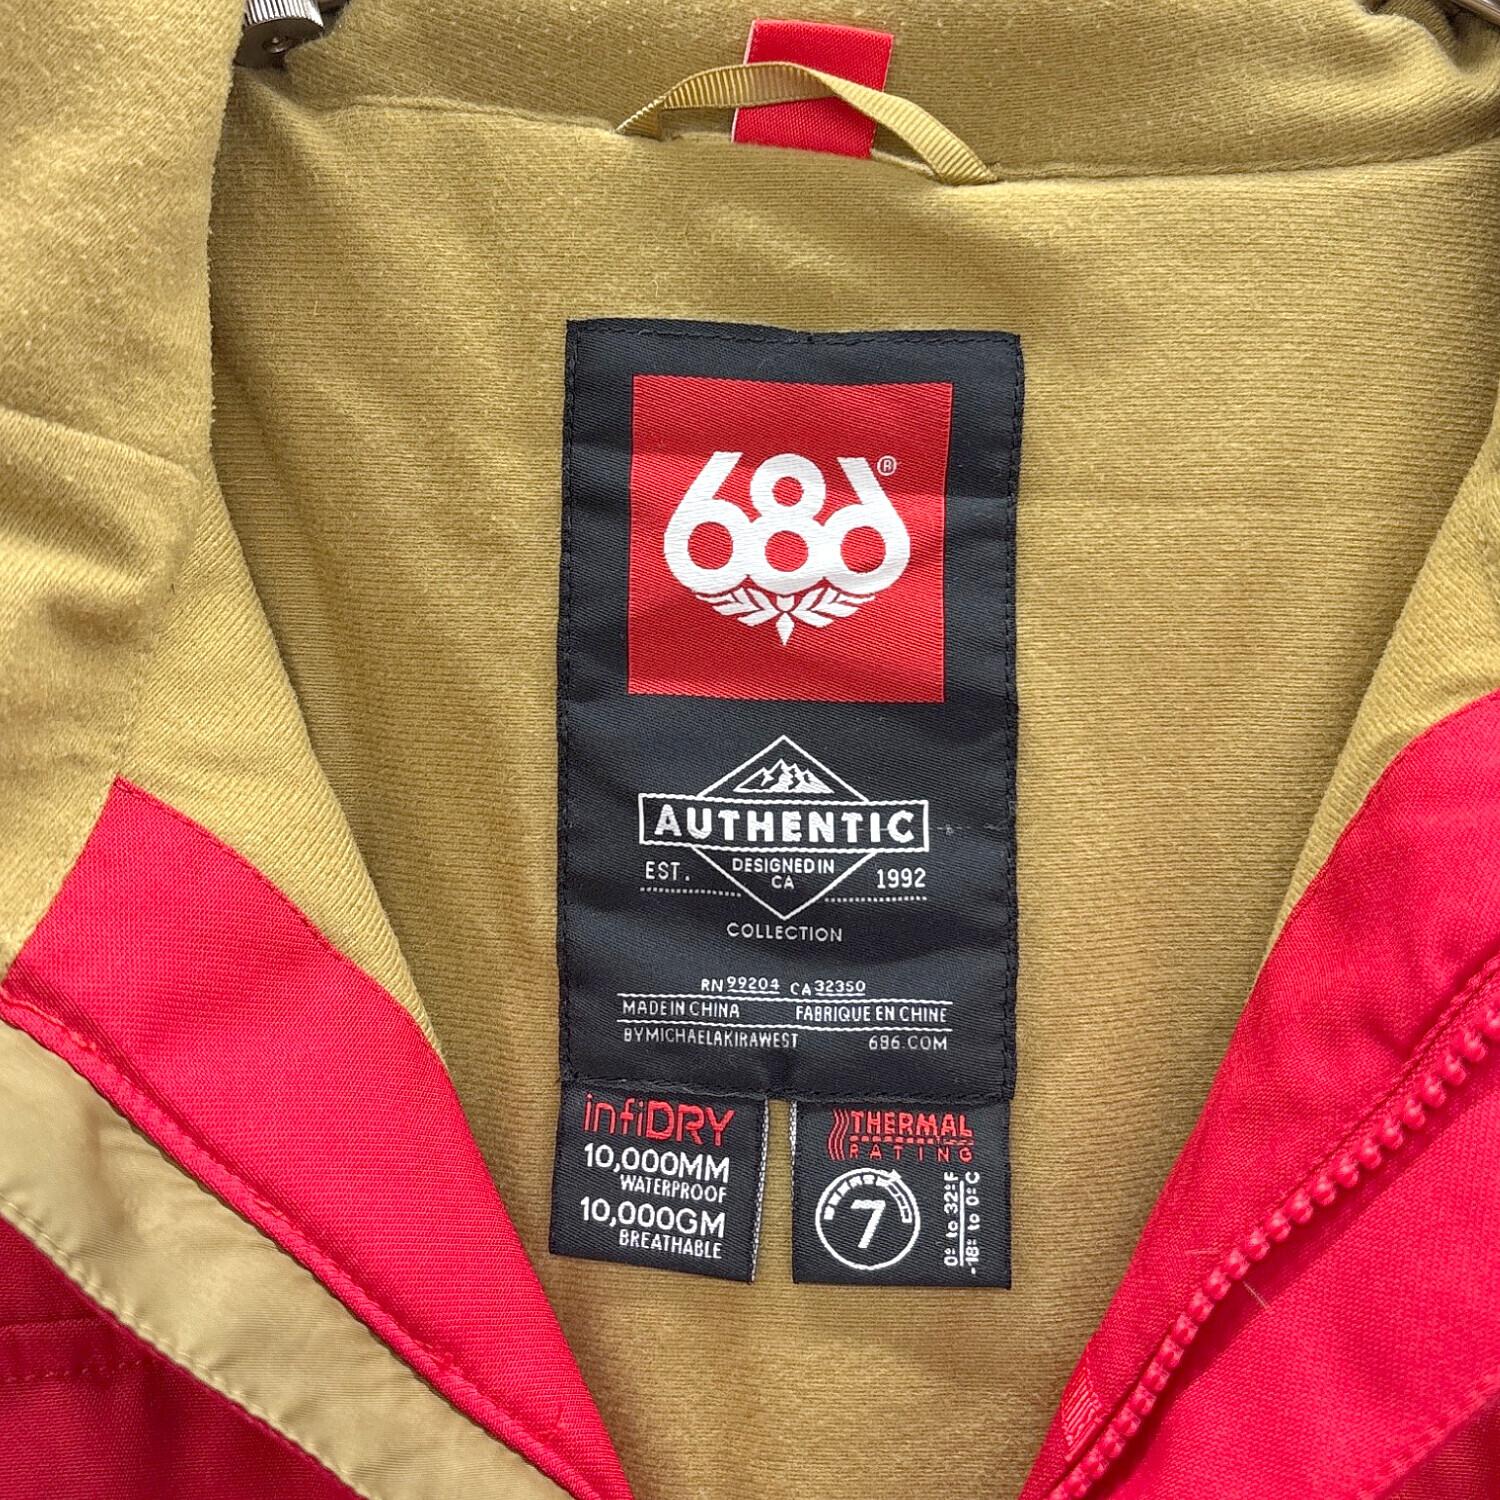 686®
AUTHENTIC
EST. DESIGNED IN 1992
CA
COLLECTION
RN 99204 CA 32350
MADE IN CHINA FABRIQUE EN CHINE
BYMICHAELAKIRAWEST 686.COM
infiDRY
10,000MM
WATERPROOF
10,000GM
BREATHABLE
THERMAL
RATING
7
0° to 32°F
-18° to 0°C